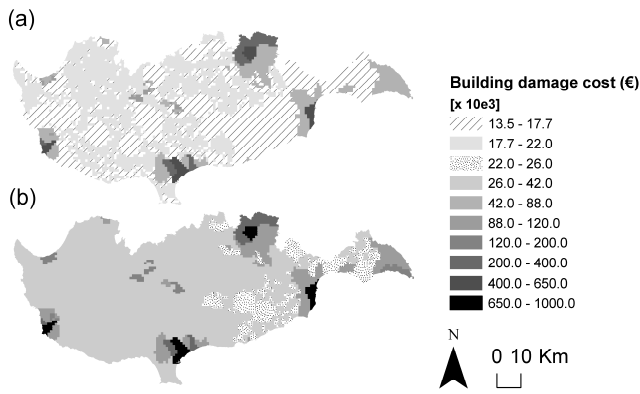 (a)
Building damage cost (€)
[x 10e3]
13.5 - 17.7
17.7 - 22.0
22.0 - 26.0
26.0 - 42.0
42.0 - 88.0
88.0 - 120.0
120.0 - 200.0
200.0 - 400.0
400.0 - 650.0
650.0 - 1000.0
(b)
N
0 10 Km